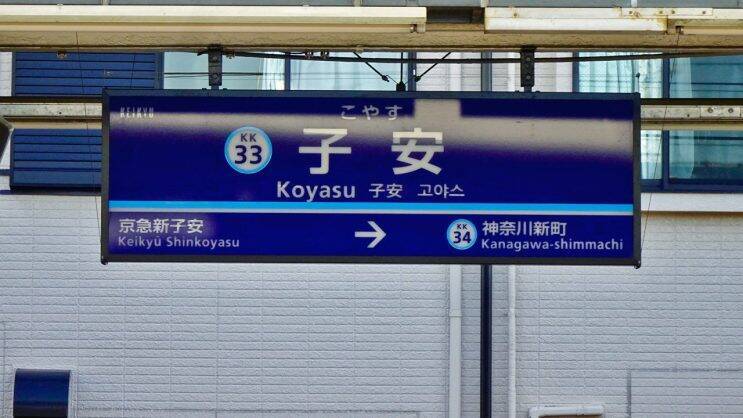 KEIKYU
こやす
KK
33
子安
Koyasu 子安 고야스
京急新子安
Keikyū Shinkoyasu
→
KK
34
神奈川新町
Kanagawa-shimmachi